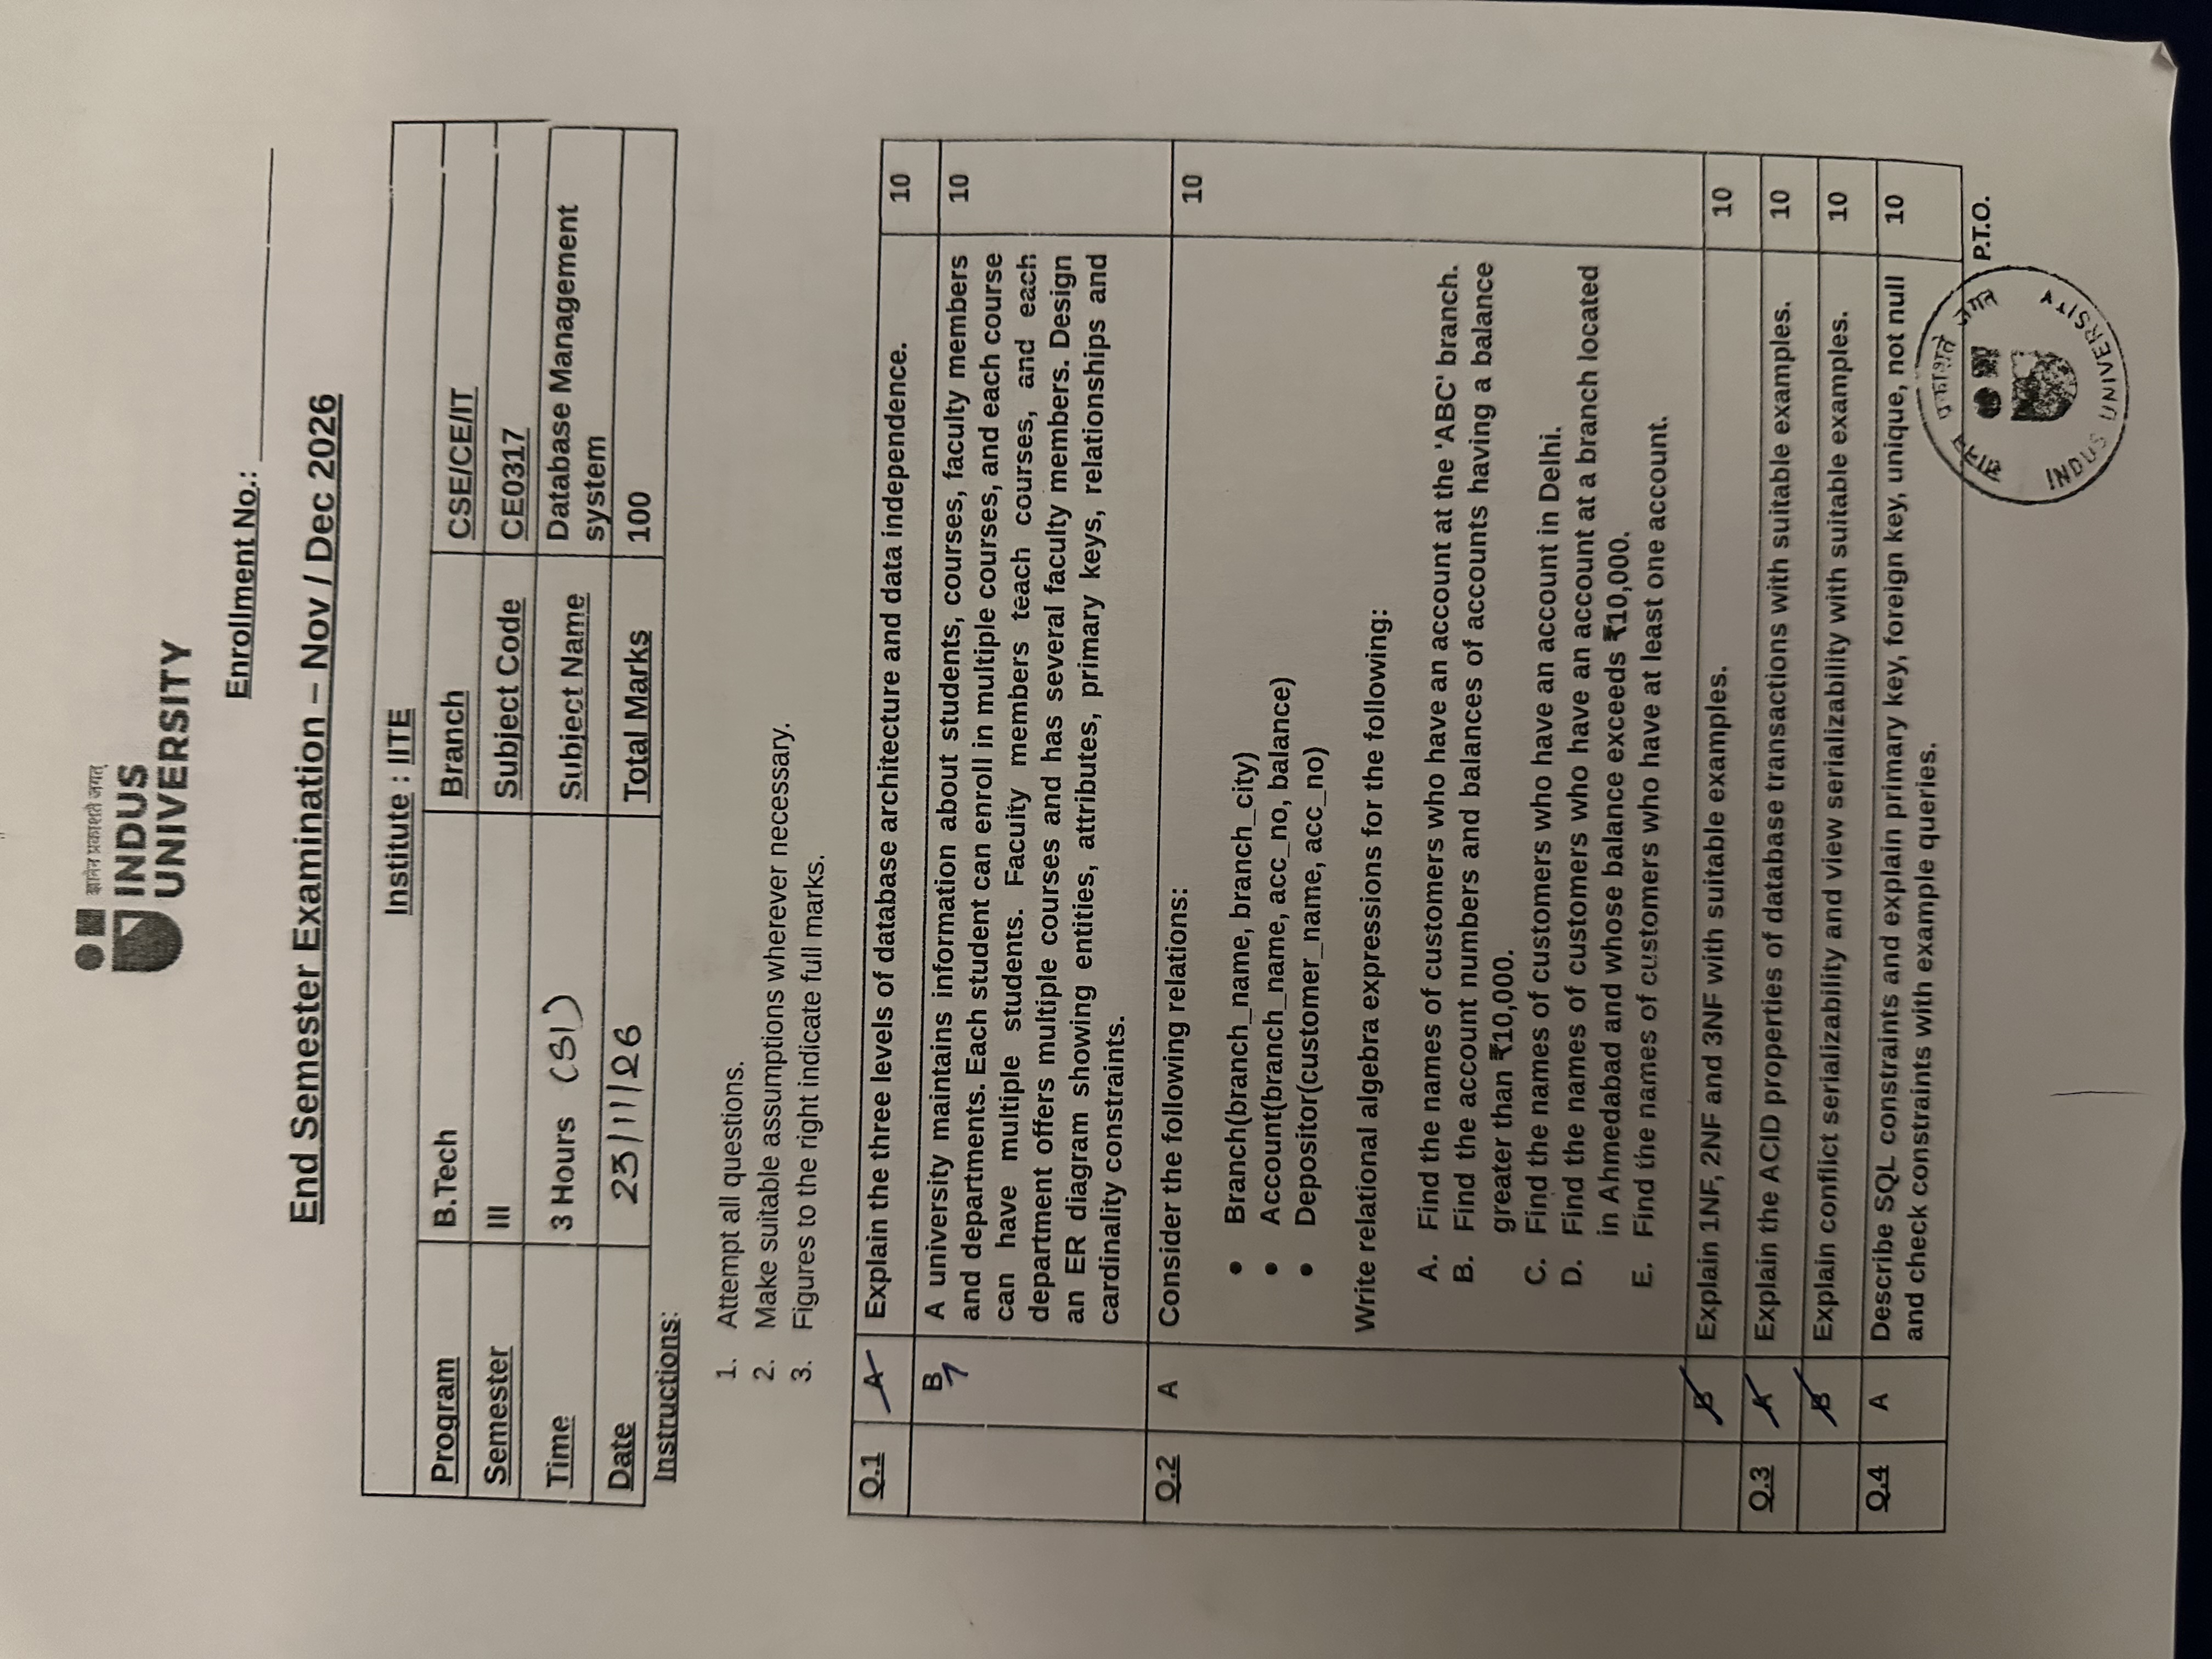 ज्ञानेन प्रकाशते जगत्
INDUS
UNIVERSITY
Enrollment No.:
End Semester Examination – Nov / Dec 2026
Institute : IITE
Program B.Tech Branch CSE/CE/IT
Semester III Subject Code CE0317
Time 3 Hours (S1) Subject Name Database Management
system
Date 23/11/26 Total Marks 100
Instructions:
1. Attempt all questions.
2. Make suitable assumptions wherever necessary.
3. Figures to the right indicate full marks.
Q.1 A Explain the three levels of database architecture and data independence. 10
B A university maintains information about students, courses, faculty members 10
and departments. Each student can enroll in multiple courses, and each course
can have multiple students. Faculty members teach courses, and each
department offers multiple courses and has several faculty members. Design
an ER diagram showing entities, attributes, primary keys, relationships and
cardinality constraints.
Q.2 A Consider the following relations: 10
• Branch(branch_name, branch_city)
• Account(branch_name, acc_no, balance)
• Depositor(customer_name, acc_no)
Write relational algebra expressions for the following:
A. Find the names of customers who have an account at the 'ABC' branch.
B. Find the account numbers and balances of accounts having a balance
greater than ₹10,000.
C. Find the names of customers who have an account in Delhi.
D. Find the names of customers who have an account at a branch located
in Ahmedabad and whose balance exceeds ₹10,000.
E. Find the names of customers who have at least one account.
B Explain 1NF, 2NF and 3NF with suitable examples. 10
Q.3 A Explain the ACID properties of database transactions with suitable examples. 10
B Explain conflict serializability and view serializability with suitable examples. 10
Q.4 A Describe SQL constraints and explain primary key, foreign key, unique, not null 10
and check constraints with example queries.
P.T.O.
ज्ञानेन प्रकाशते जगत
INDUS UNIVERSITY